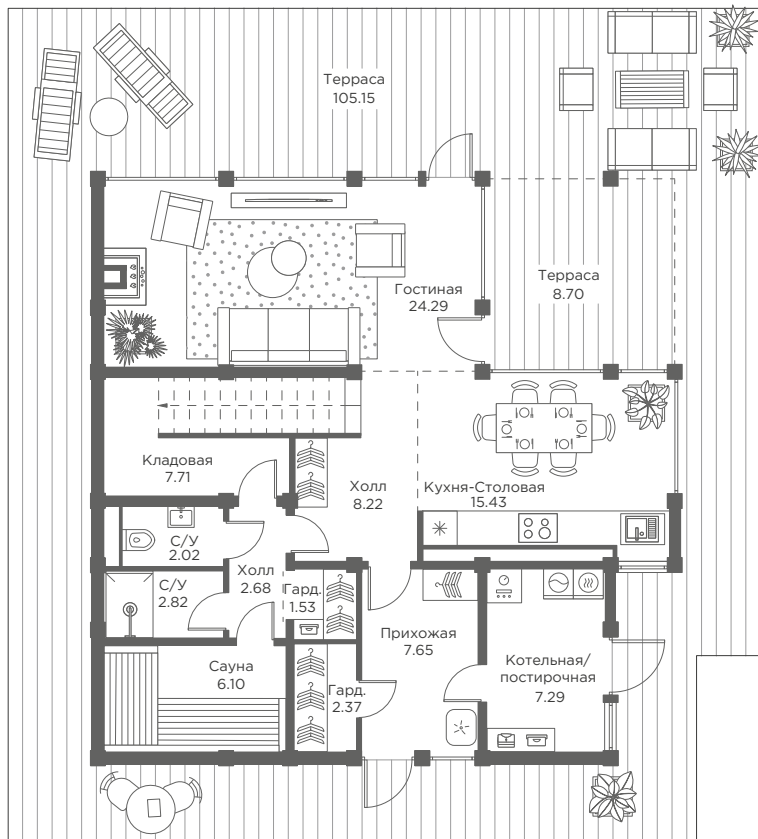 Терраса
105.15
Терраса
8.70
Гостиная
24.29
Кладовая
7.71
Холл
8.22
Кухня-Столовая
15.43
С/У
2.02
С/У
2.82
Холл
2.68
Гард.
1.53
Прихожая
7.65
Сауна
6.10
Гард.
2.37
Котельная/
постирочная
7.29